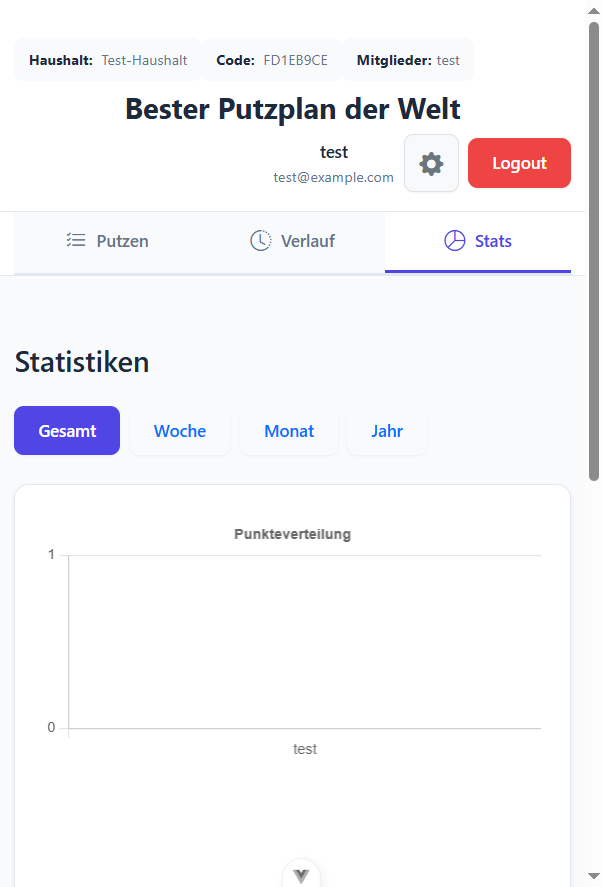 Haushalt: Test-Haushalt Code: FD1EB9CE Mitglieder: test
Bester Putzplan der Welt
test
test@example.com
Logout
Putzen Verlauf Stats
Statistiken
Gesamt Woche Monat Jahr
Punkteverteilung
1
0
test